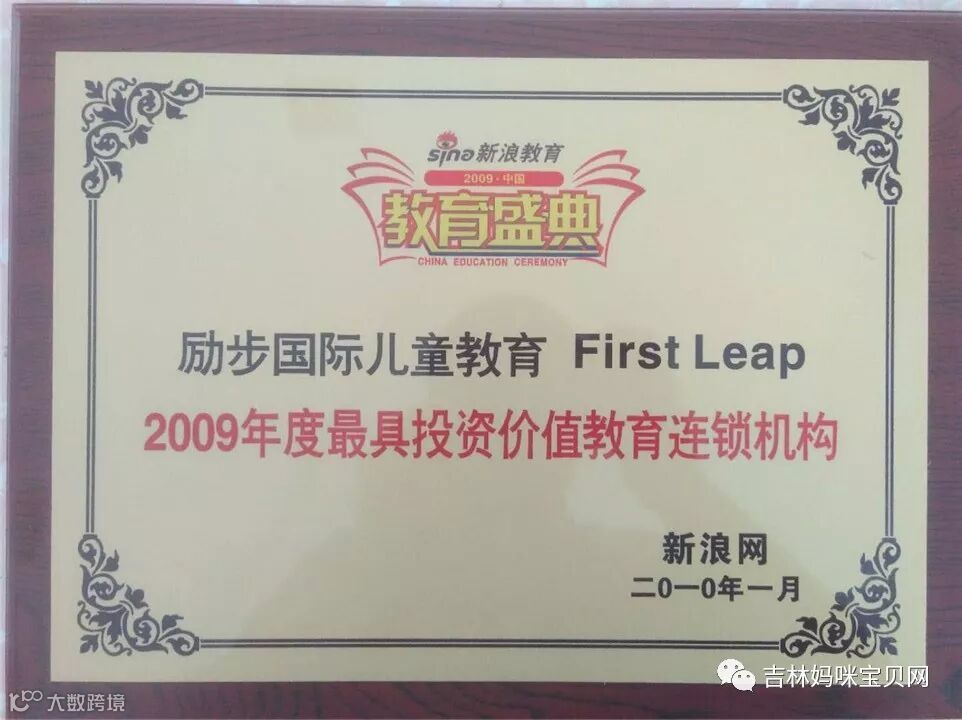 sina新浪教育
2009·中国
教育盛典
CHINA EDUCATION CEREMONY
励步国际儿童教育 First Leap
2009年度最具投资价值教育连锁机构
新浪网
二0一0年一月
吉林妈咪宝贝网
大数跨境